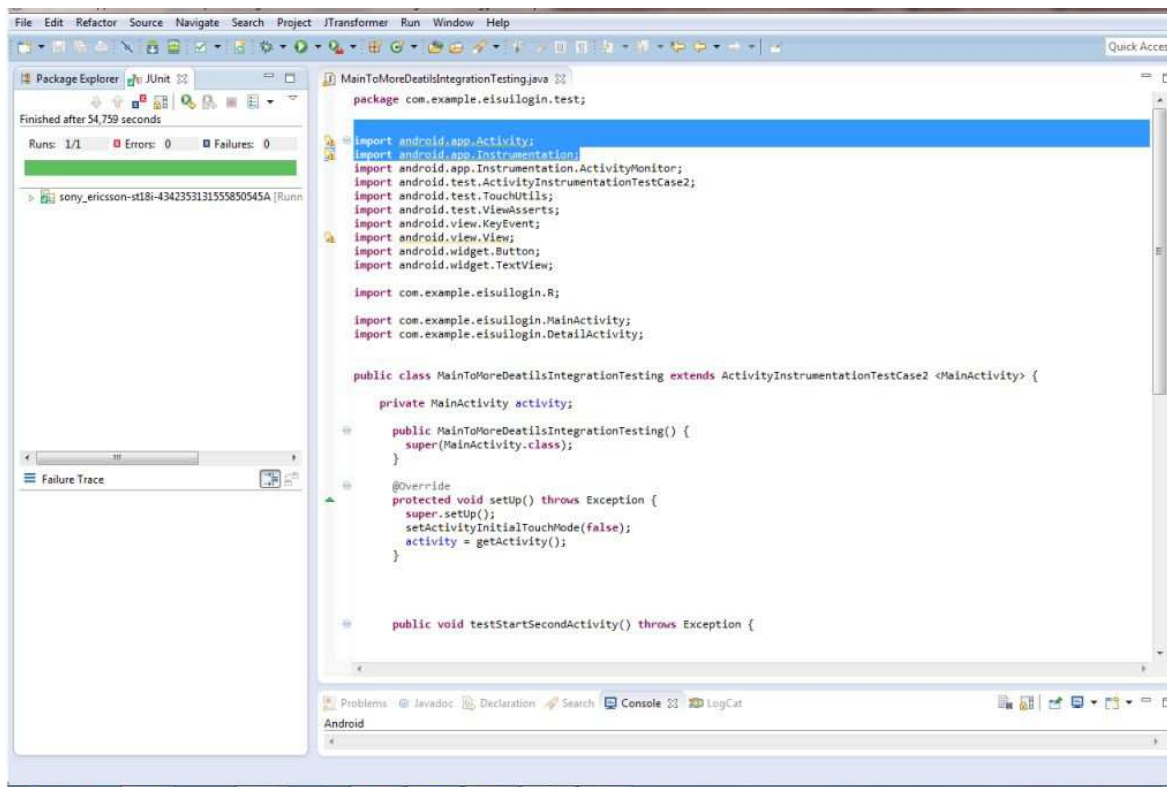 File Edit Refactor Source Navigate Search Project JTransformer Run Window Help
Quick Acces
Package Explorer JUnit
Finished after 54,759 seconds
Runs: 1/1 Errors: 0 Failures: 0
sony_ericsson-st18i-4342353131555850545A [Runn
Failure Trace
MainToMoreDeatilsIntegrationTesting.java
package com.example.eisuilogin.test;
import android.app.Activity;
import android.app.Instrumentation;
import android.app.Instrumentation.ActivityMonitor;
import android.test.ActivityInstrumentationTestCase2;
import android.test.TouchUtils;
import android.test.ViewAsserts;
import android.view.KeyEvent;
import android.view.View;
import android.widget.Button;
import android.widget.TextView;
import com.example.eisuilogin.R;
import com.example.eisuilogin.MainActivity;
import com.example.eisuilogin.DetailActivity;
public class MainToMoreDeatilsIntegrationTesting extends ActivityInstrumentationTestCase2 <MainActivity> {
private MainActivity activity;
public MainToMoreDeatilsIntegrationTesting() {
super(MainActivity.class);
}
@Override
protected void setUp() throws Exception {
super.setUp();
setActivityInitialTouchMode(false);
activity = getActivity();
}
public void testStartSecondActivity() throws Exception {
Problems @ Javadoc Declaration Search Console LogCat
Android